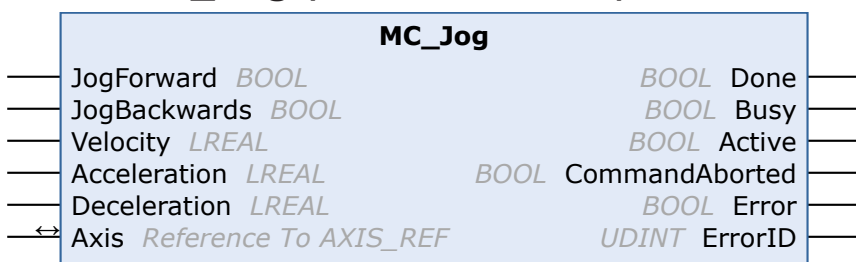 MC_Jog
JogForward BOOL BOOL Done
JogBackwards BOOL BOOL Busy
Velocity LREAL BOOL Active
Acceleration LREAL BOOL CommandAborted
Deceleration LREAL BOOL Error
↔ Axis Reference To AXIS_REF UDINT ErrorID